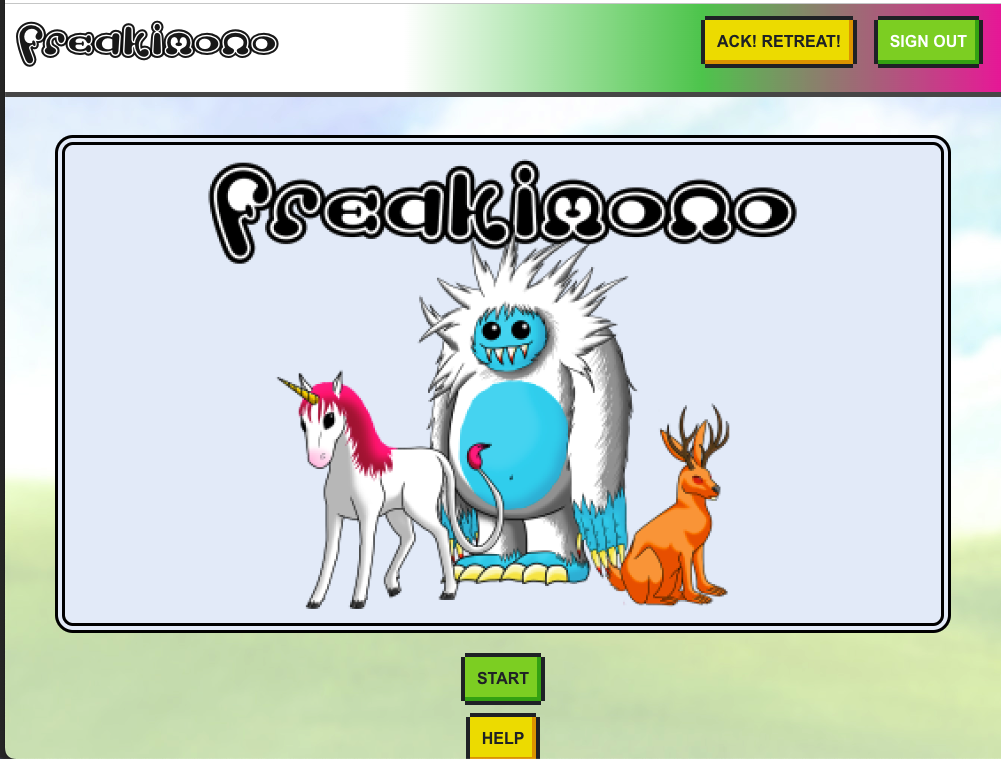 Freakimono
ACK! RETREAT!
SIGN OUT
Freakimono
START
HELP